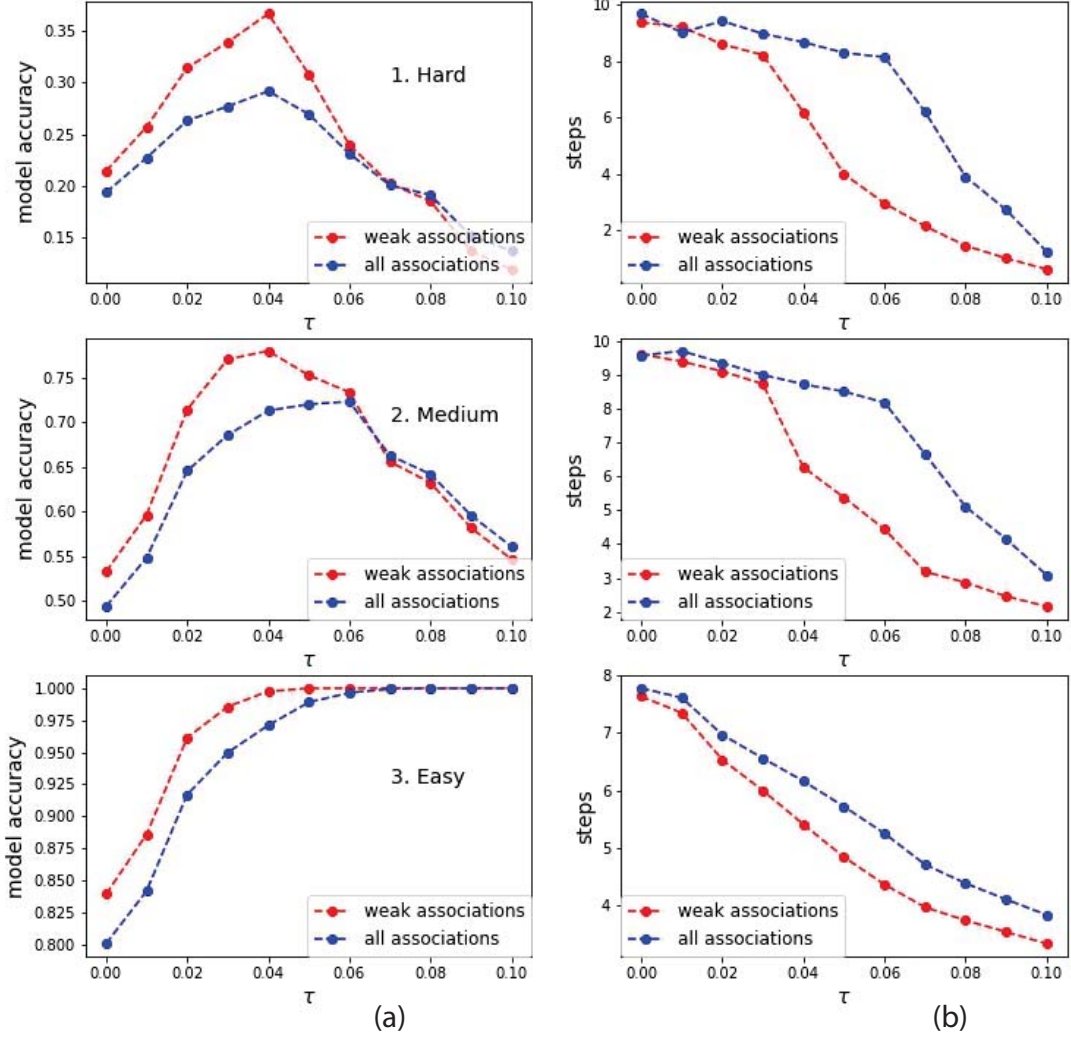 0.35
0.30
0.25
0.20
0.15
model accuracy
1. Hard
weak associations
all associations
0.00 0.02 0.04 0.06 0.08 0.10
τ
10
8
6
4
2
steps
weak associations
all associations
0.00 0.02 0.04 0.06 0.08 0.10
τ
0.75
0.70
0.65
0.60
0.55
0.50
model accuracy
2. Medium
weak associations
all associations
0.00 0.02 0.04 0.06 0.08 0.10
τ
10
9
8
7
6
5
4
3
2
steps
weak associations
all associations
0.00 0.02 0.04 0.06 0.08 0.10
τ
1.000
0.975
0.950
0.925
0.900
0.875
0.850
0.825
0.800
model accuracy
3. Easy
weak associations
all associations
0.00 0.02 0.04 0.06 0.08 0.10
τ
8
7
6
5
4
steps
weak associations
all associations
0.00 0.02 0.04 0.06 0.08 0.10
τ
(a)
(b)